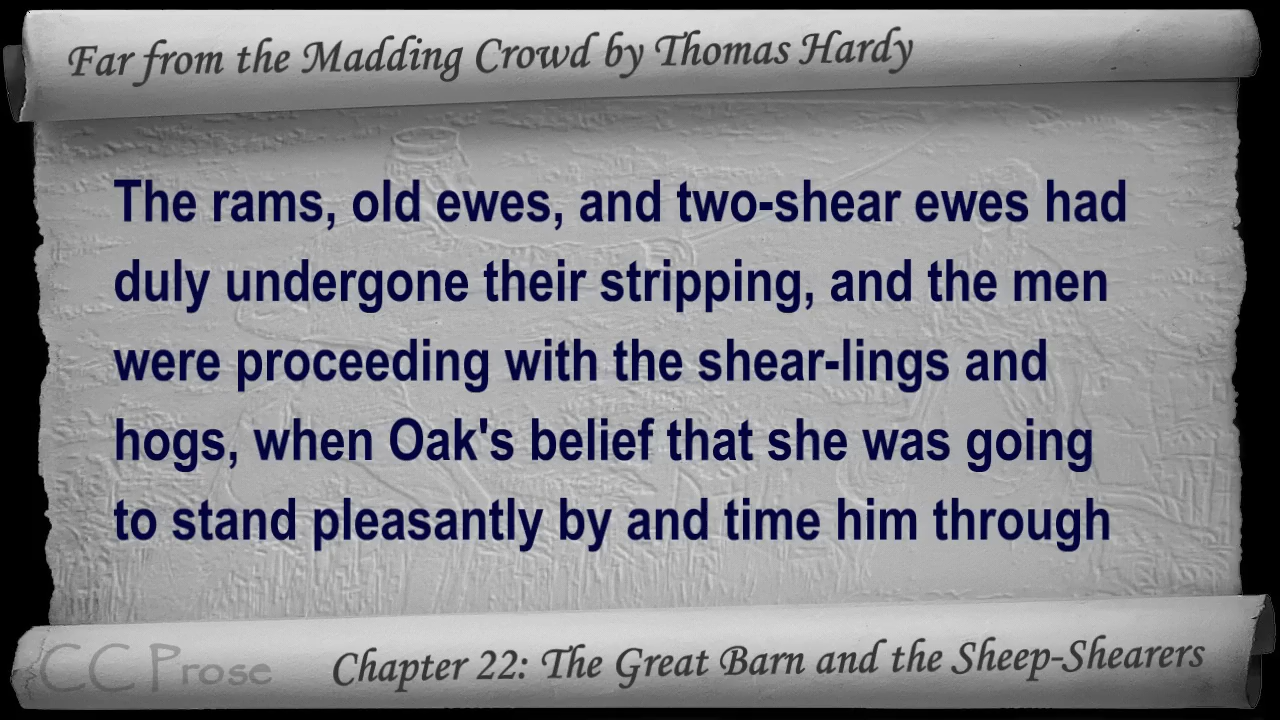 Far from the Madding Crowd by Thomas Hardy
The rams, old ewes, and two-shear ewes had
duly undergone their stripping, and the men
were proceeding with the shear-lings and
hogs, when Oak's belief that she was going
to stand pleasantly by and time him through
CC Prose
Chapter 22: The Great Barn and the Sheep-Shearers